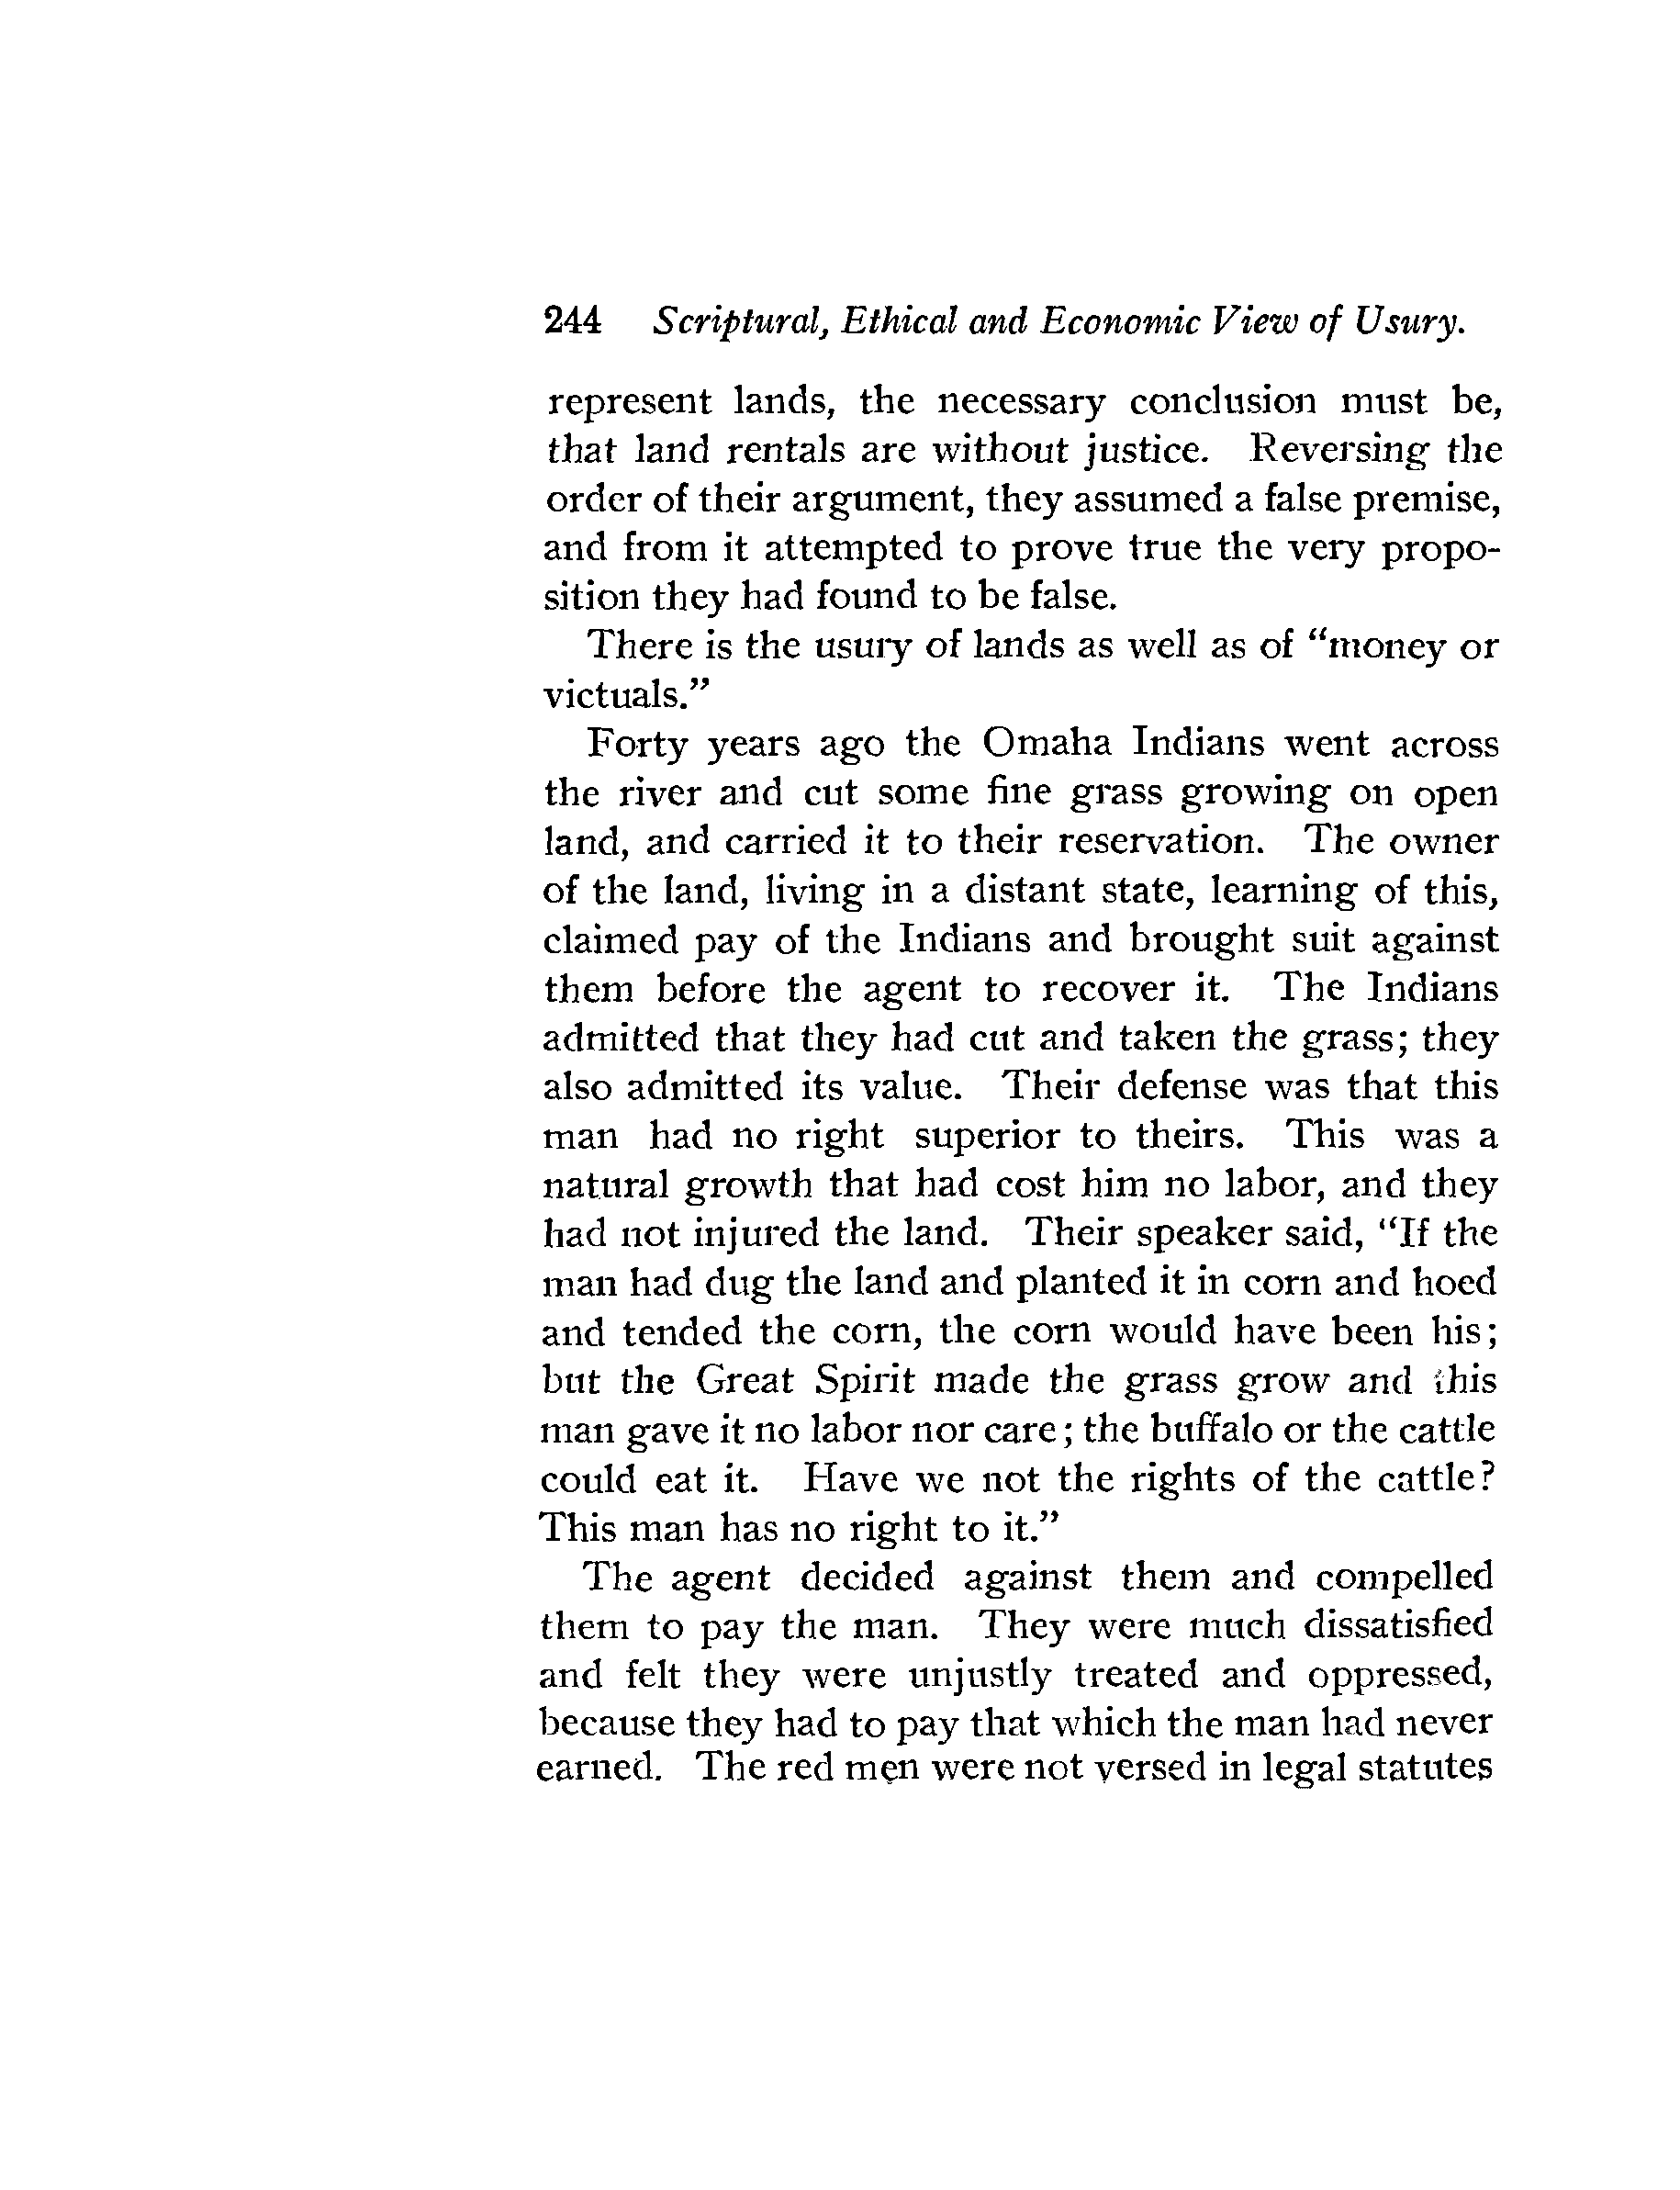 244 Scriptural, Ethical and Economic View of Usury.
represent lands, the necessary conclusion must be,
that land rentals are without justice. Reversing the
order of their argument, they assumed a false premise,
and from it attempted to prove true the very propo-
sition they had found to be false.
There is the usury of lands as well as of “money or
victuals.”
Forty years ago the Omaha Indians went across
the river and cut some fine grass growing on open
land, and carried it to their reservation. The owner
of the land, living in a distant state, learning of this,
claimed pay of the Indians and brought suit against
them before the agent to recover it. The Indians
admitted that they had cut and taken the grass; they
also admitted its value. Their defense was that this
man had no right superior to theirs. This was a
natural growth that had cost him no labor, and they
had not injured the land. Their speaker said, “If the
man had dug the land and planted it in corn and hoed
and tended the corn, the corn would have been his;
but the Great Spirit made the grass grow and this
man gave it no labor nor care; the buffalo or the cattle
could eat it. Have we not the rights of the cattle?
This man has no right to it.”
The agent decided against them and compelled
them to pay the man. They were much dissatisfied
and felt they were unjustly treated and oppressed,
because they had to pay that which the man had never
earned. The red men were not versed in legal statutes